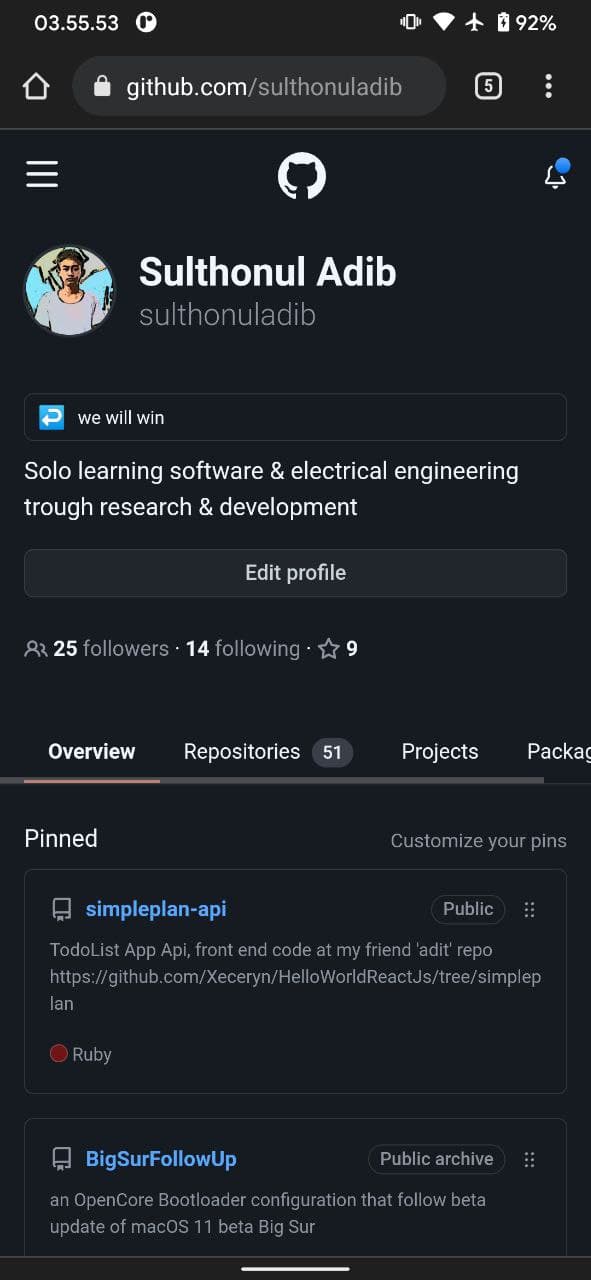 03.55.53
92%
github.com/sulthonuladib
5
Sulthonul Adib
sulthonuladib
we will win
Solo learning software & electrical engineering
trough research & development
Edit profile
25 followers · 14 following · 9
Overview Repositories 51 Projects Packag
Pinned Customize your pins
simpleplan-api Public
TodoList App Api, front end code at my friend 'adit' repo
https://github.com/Xeceryn/HelloWorldReactJs/tree/simplep
lan
Ruby
BigSurFollowUp Public archive
an OpenCore Bootloader configuration that follow beta
update of macOS 11 beta Big Sur